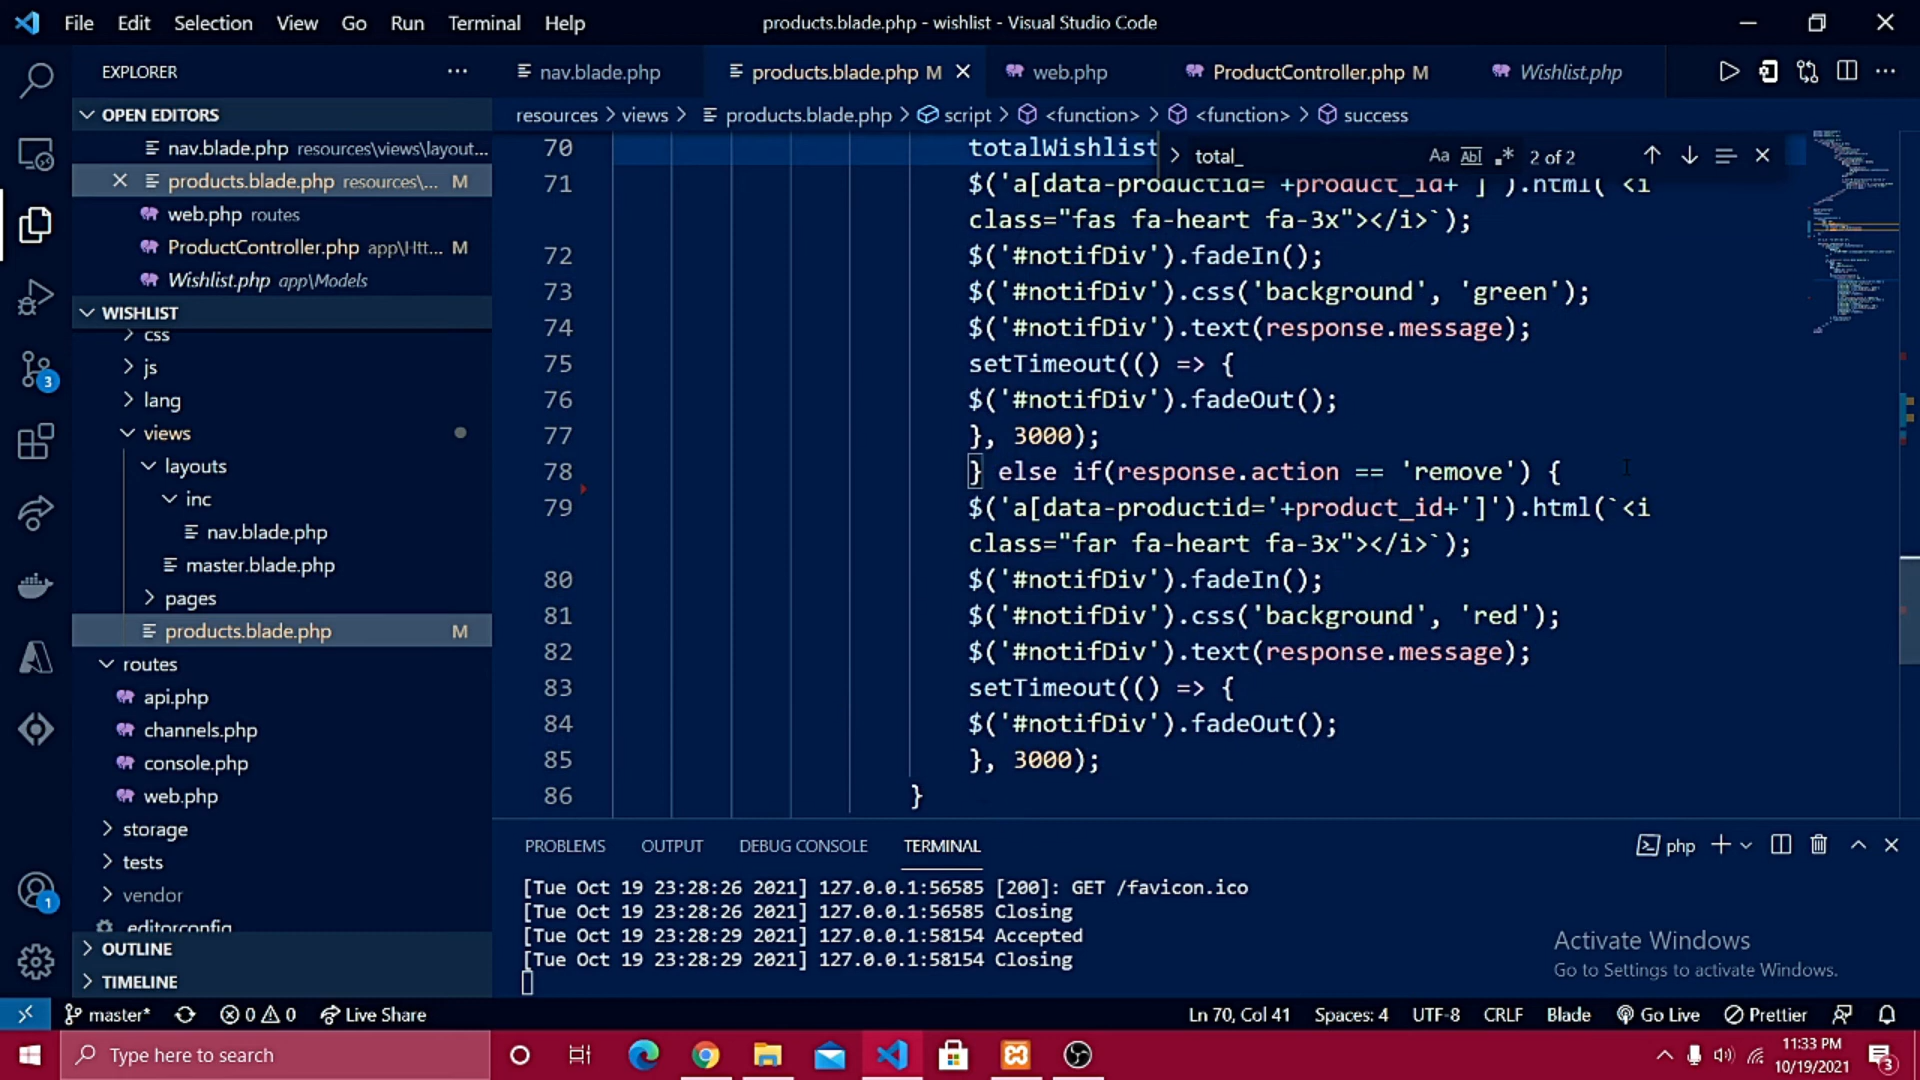 File Edit Selection View Go Run Terminal Help
products.blade.php - wishlist - Visual Studio Code
EXPLORER
nav.blade.php
products.blade.php M
web.php
ProductController.php M
Wishlist.php
OPEN EDITORS
nav.blade.php resources\views\layout...
products.blade.php resources\... M
web.php routes
ProductController.php app\Htt... M
Wishlist.php app\Models
WISHLIST
css
js
lang
views
layouts
inc
nav.blade.php
master.blade.php
pages
products.blade.php M
routes
api.php
channels.php
console.php
web.php
storage
tests
vendor
.editorconfig
OUTLINE
TIMELINE
resources > views > products.blade.php > script > <function> > <function> > success
total_ Aa Abl .* 2 of 2
70 totalWishlist
71 $('a[data-productid='+product_id+']').html(`<i
class="fas fa-heart fa-3x"></i>`);
72 $('#notifDiv').fadeIn();
73 $('#notifDiv').css('background', 'green');
74 $('#notifDiv').text(response.message);
75 setTimeout(() => {
76 $('#notifDiv').fadeOut();
77 }, 3000);
78 } else if(response.action == 'remove') {
79 $('a[data-productid='+product_id+']').html(`<i
class="far fa-heart fa-3x"></i>`);
80 $('#notifDiv').fadeIn();
81 $('#notifDiv').css('background', 'red');
82 $('#notifDiv').text(response.message);
83 setTimeout(() => {
84 $('#notifDiv').fadeOut();
85 }, 3000);
86 }
PROBLEMS OUTPUT DEBUG CONSOLE TERMINAL
php
[Tue Oct 19 23:28:26 2021] 127.0.0.1:56585 [200]: GET /favicon.ico
[Tue Oct 19 23:28:26 2021] 127.0.0.1:56585 Closing
[Tue Oct 19 23:28:29 2021] 127.0.0.1:58154 Accepted
[Tue Oct 19 23:28:29 2021] 127.0.0.1:58154 Closing
Activate Windows
Go to Settings to activate Windows.
3
1
master* 0 0 Live Share
Ln 70, Col 41 Spaces: 4 UTF-8 CRLF Blade Go Live Prettier
Type here to search
11:33 PM
10/19/2021
3